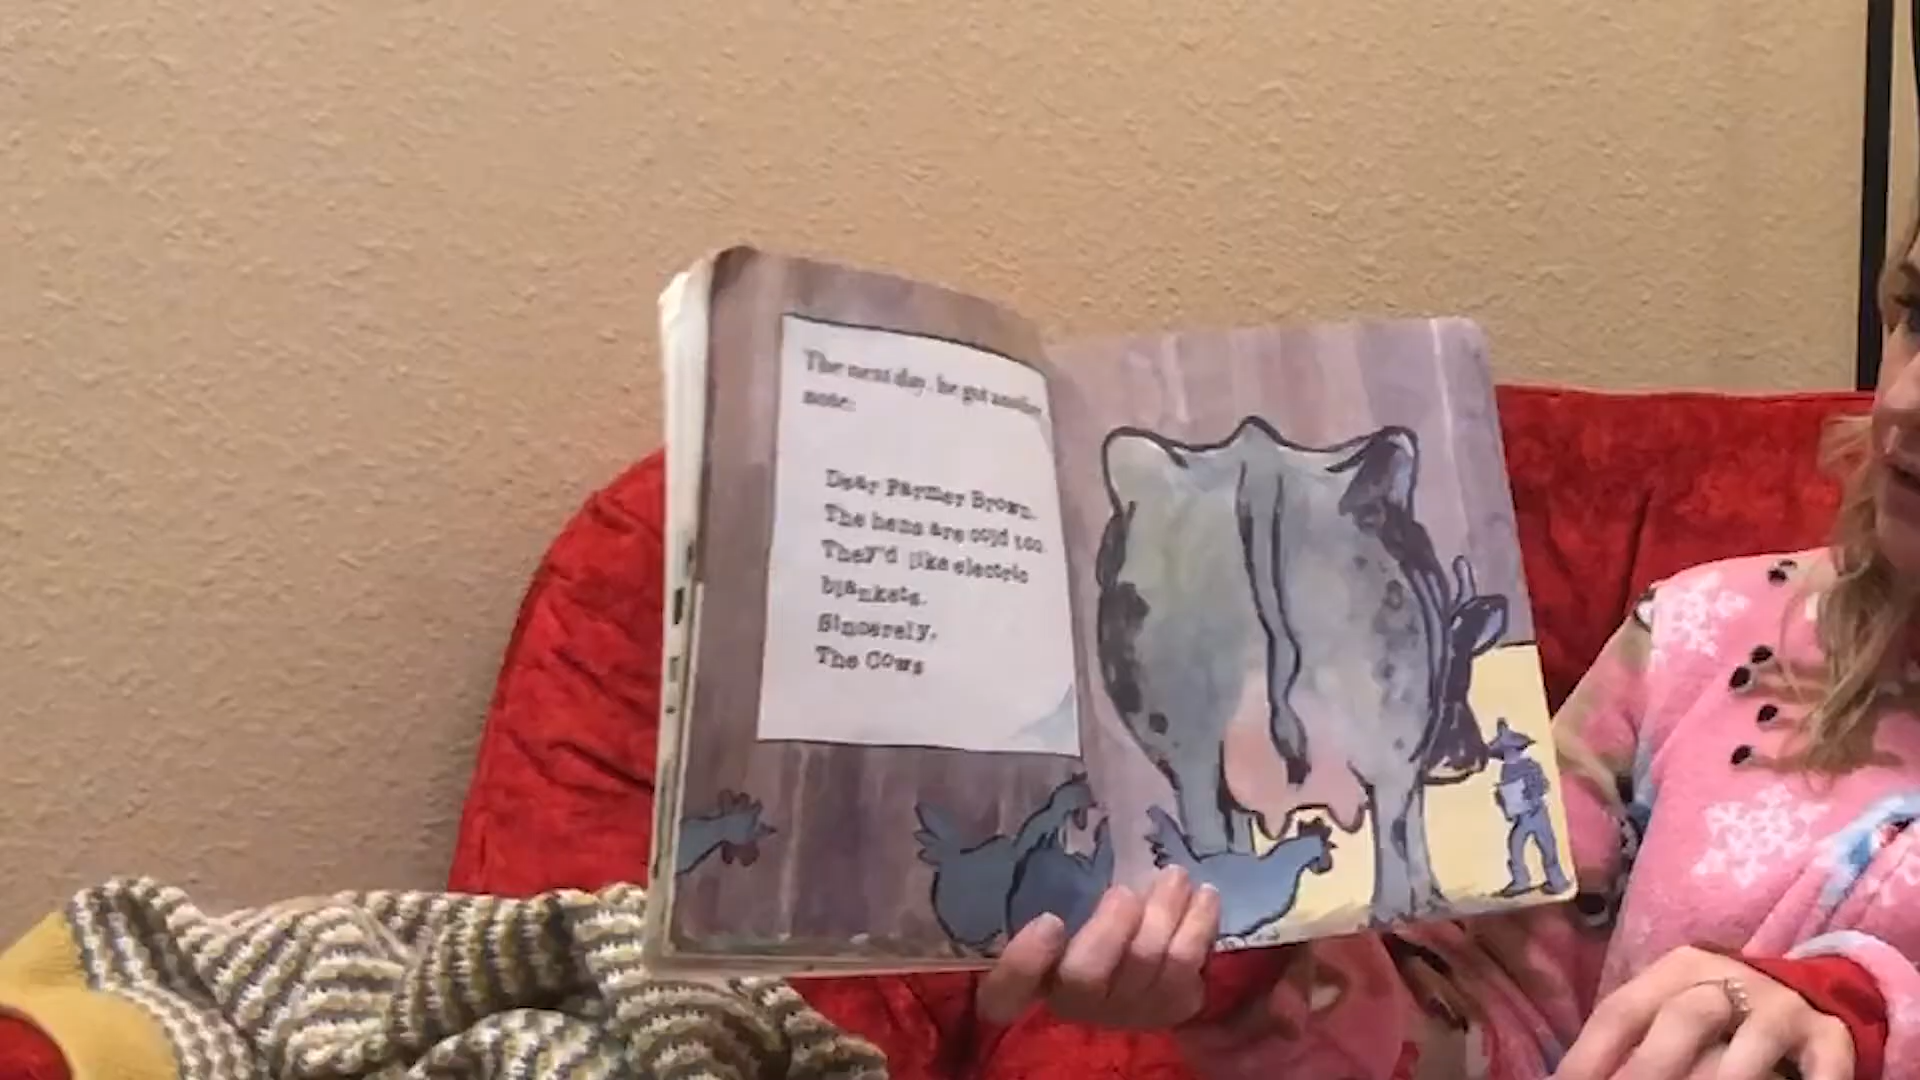 The next day, he got another
note:
Dear Farmer Brown,
The hens are cold too.
They'd like electric
blankets.
Sincerely,
The Cows